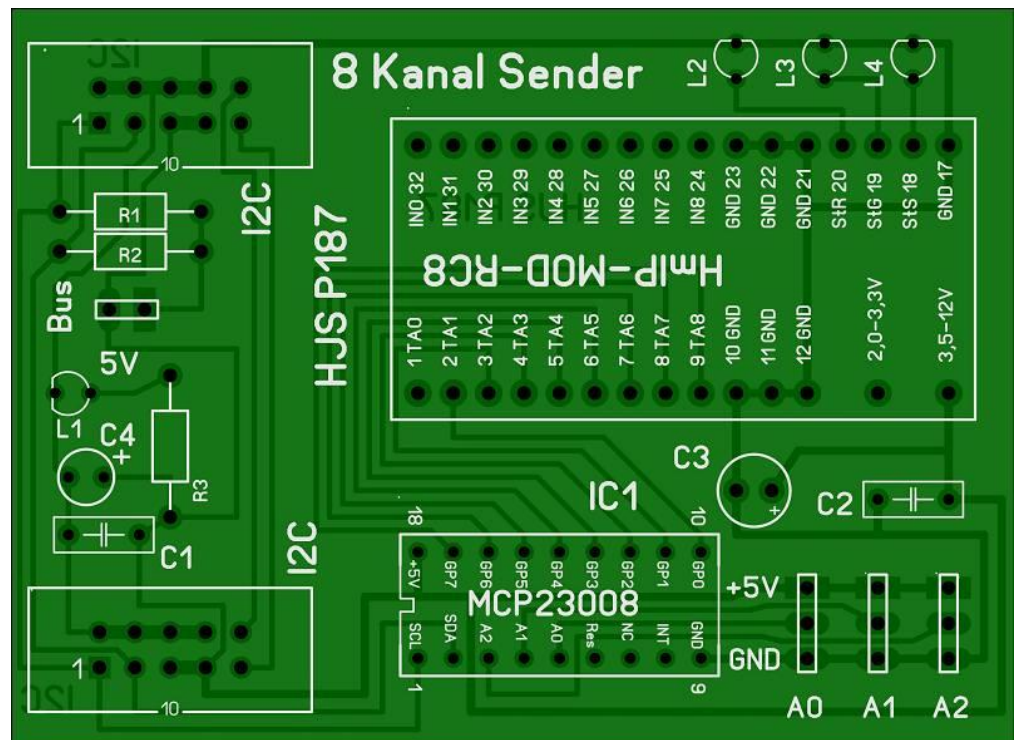 I2C
8 Kanal Sender
L2
L3
L4
1
10
I2C
R1
R2
Bus
5V
L1
C4
+
R3
C1
I2C
1
10
I2C
HJS P187
HJS P187
IN0 32
IN1 31
IN2 30
IN3 29
IN4 28
IN5 27
IN6 26
IN7 25
IN8 24
GND 23
GND 22
GND 21
StR 20
StG 19
StS 18
GND 17
HmIP-MOD-RC8
1 TA0
2 TA1
3 TA2
4 TA3
5 TA4
6 TA5
7 TA6
8 TA7
9 TA8
10 GND
11 GND
12 GND
2,0-3,3V
3,5-12V
C3
+
C2
IC1
18
10
+5V
GP7
GP6
GP5
GP4
GP3
GP2
GP1
GP0
MCP23008
SCL
SDA
A2
A1
A0
Res
NC
INT
GND
1
9
+5V
GND
A0
A1
A2